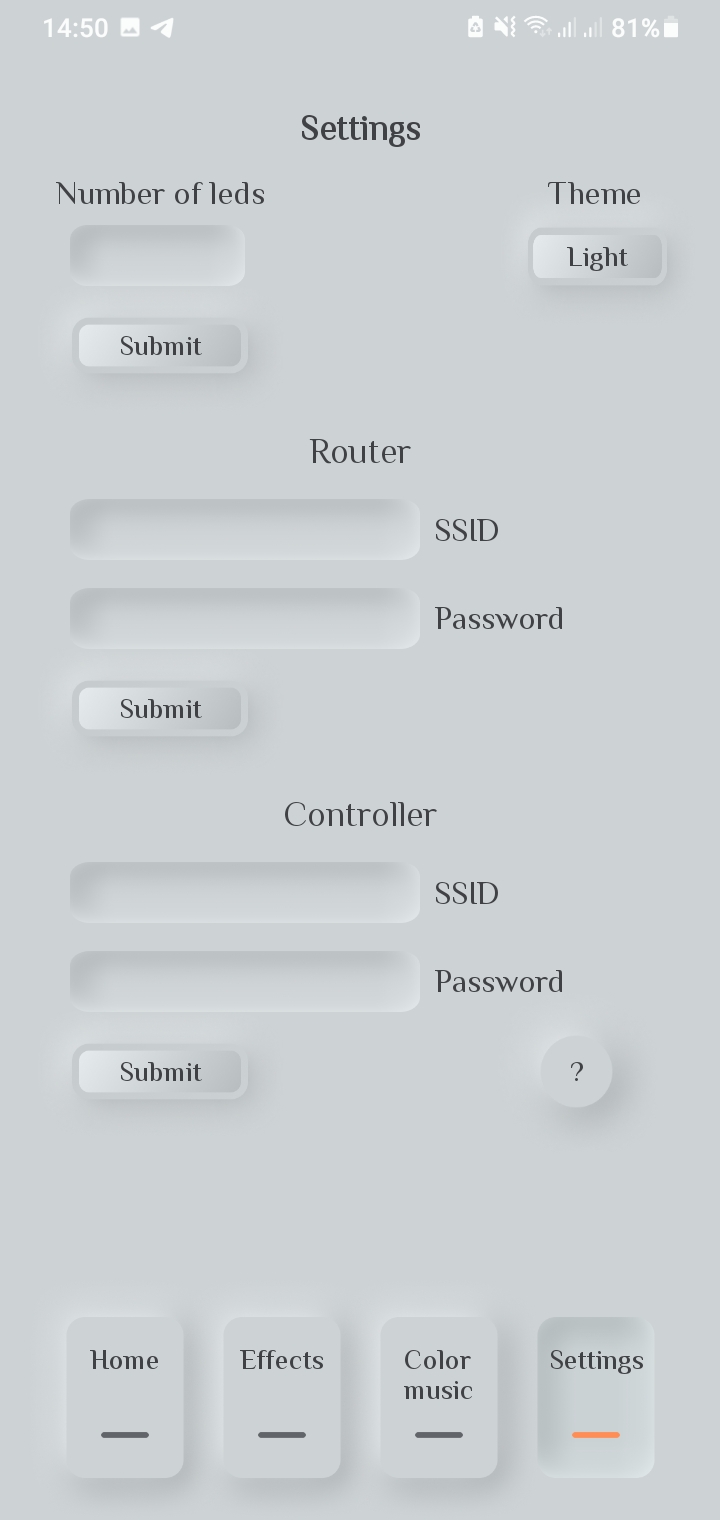 14:50 81%
Settings
Number of leds Theme
Light
Submit
Router
SSID
Password
Submit
Controller
SSID
Password
Submit ?
Home Effects Color music Settings